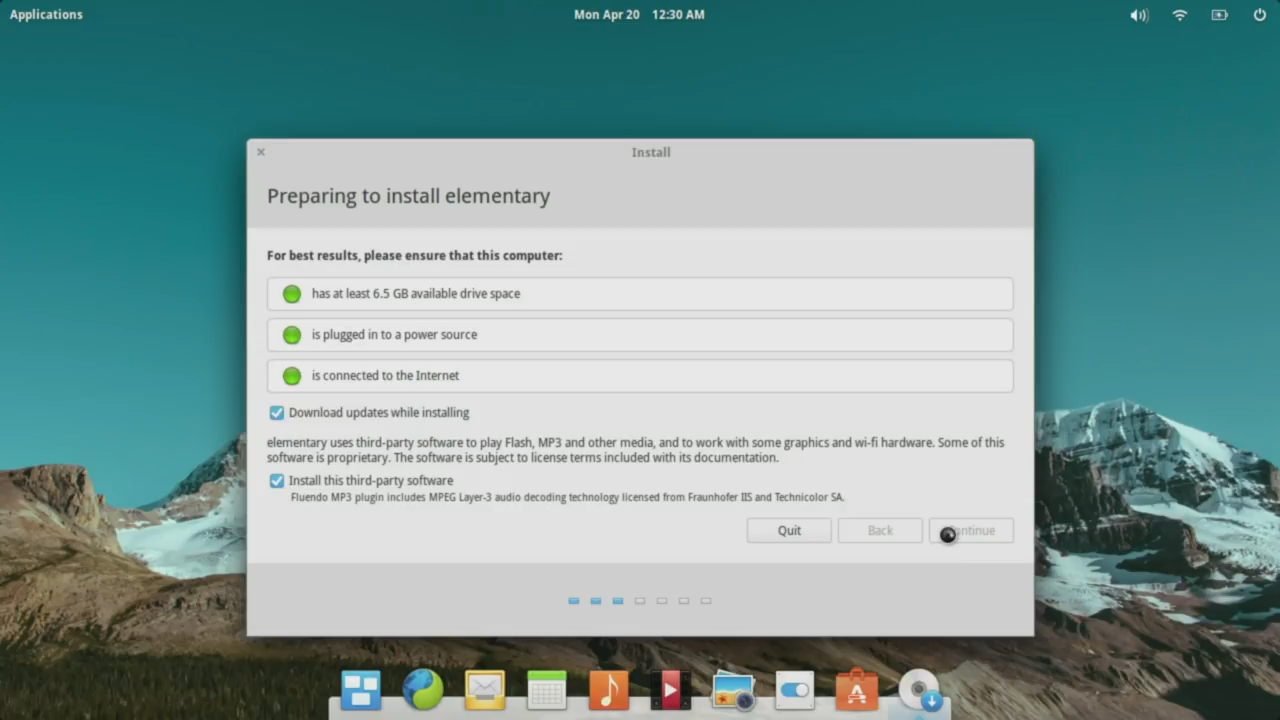 Applications
Mon Apr 20 12:30 AM
Install
Preparing to install elementary
For best results, please ensure that this computer:
has at least 6.5 GB available drive space
is plugged in to a power source
is connected to the Internet
Download updates while installing
elementary uses third-party software to play Flash, MP3 and other media, and to work with some graphics and wi-fi hardware. Some of this
software is proprietary. The software is subject to license terms included with its documentation.
Install this third-party software
Fluendo MP3 plugin includes MPEG Layer-3 audio decoding technology licensed from Fraunhofer IIS and Technicolor SA.
Quit Back Continue